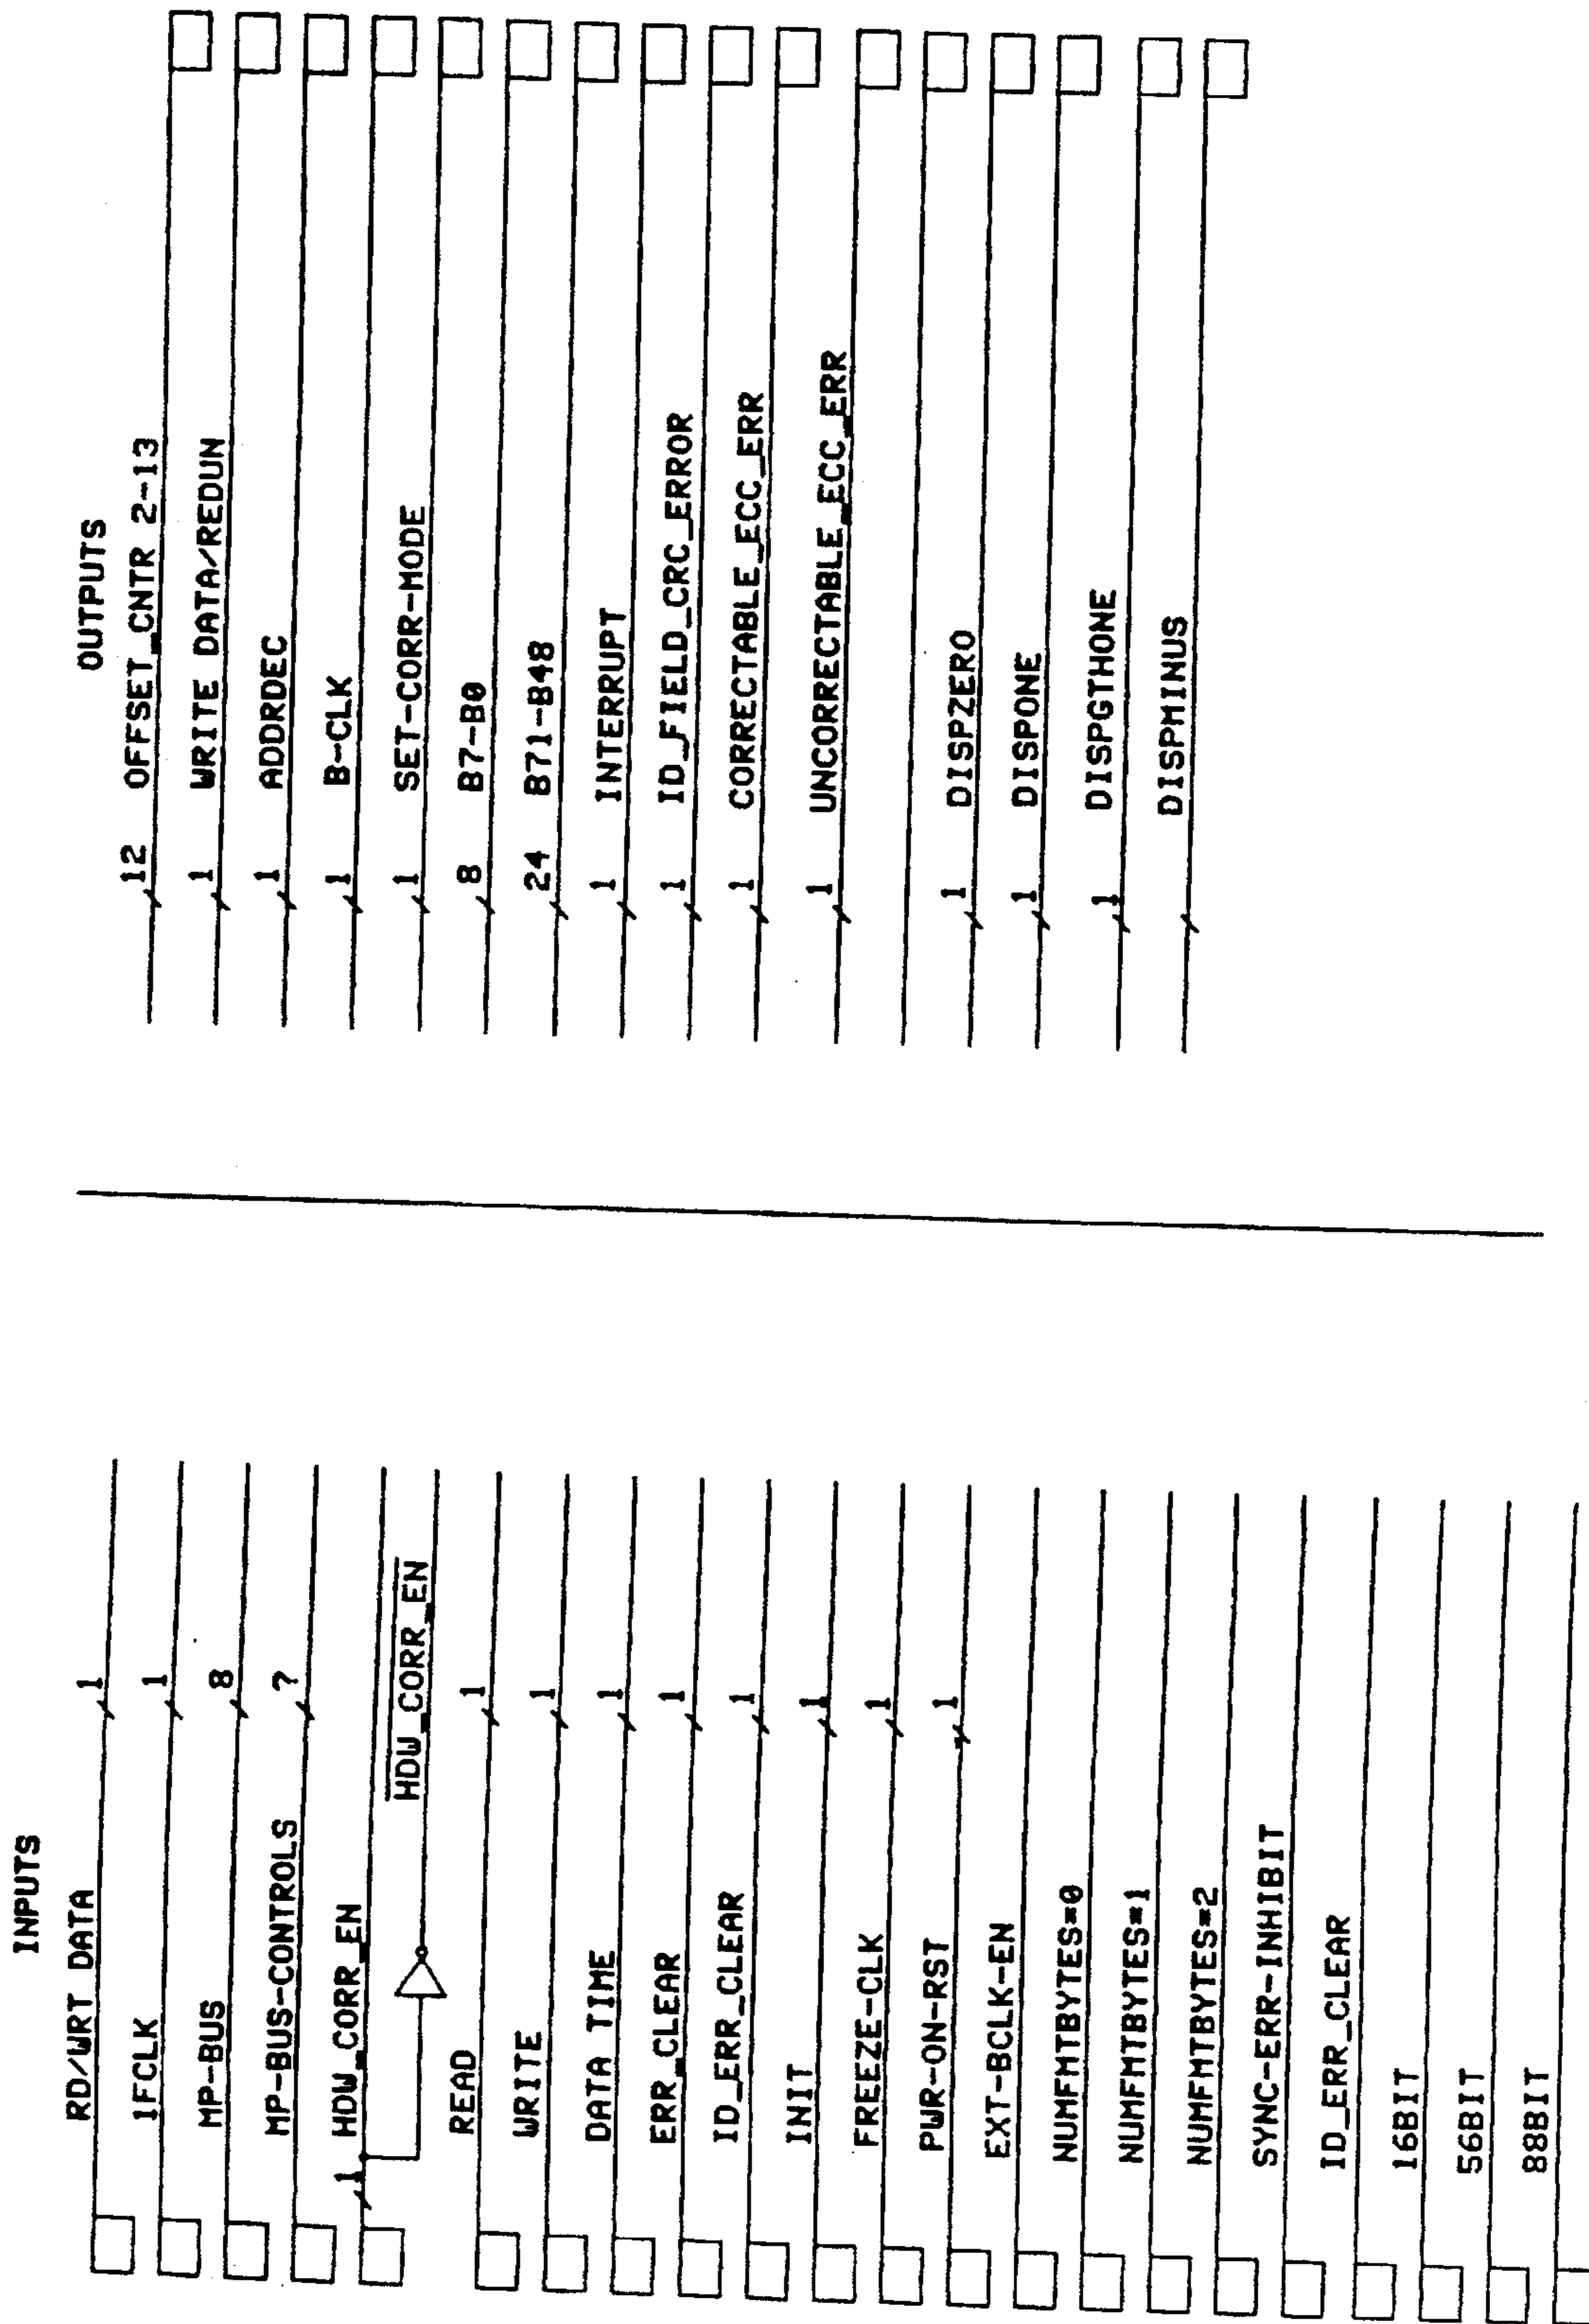 INPUTS
RD/WRT DATA 1
1FCLK 1
MP-BUS 8
MP-BUS-CONTROLS ?
1 HDW_CORR_EN
HDW_CORR_EN
READ 1
WRITE 1
DATA TIME 1
ERR_CLEAR 1
ID_ERR_CLEAR 1
INIT 1
FREEZE-CLK 1
PWR-ON-RST 1
EXT-BCLK-EN
NUMFMTBYTES=0
NUMFMTBYTES=1
NUMFMTBYTES=2
SYNC-ERR-INHIBIT
ID_ERR_CLEAR
16BIT
56BIT
88BIT
OUTPUTS
12 OFFSET_CNTR 2-13
1 WRITE DATA/REDUN
1 ADDRDEC
1 B-CLK
1 SET-CORR-MODE
8 B7-B0
24 B71-B48
1 INTERRUPT
1 ID_FIELD_CRC_ERROR
1 CORRECTABLE_ECC_ERR
1 UNCORRECTABLE_ECC_ERR
1 DISPZERO
1 DISPONE
1 DISPGTHONE
DISPMINUS